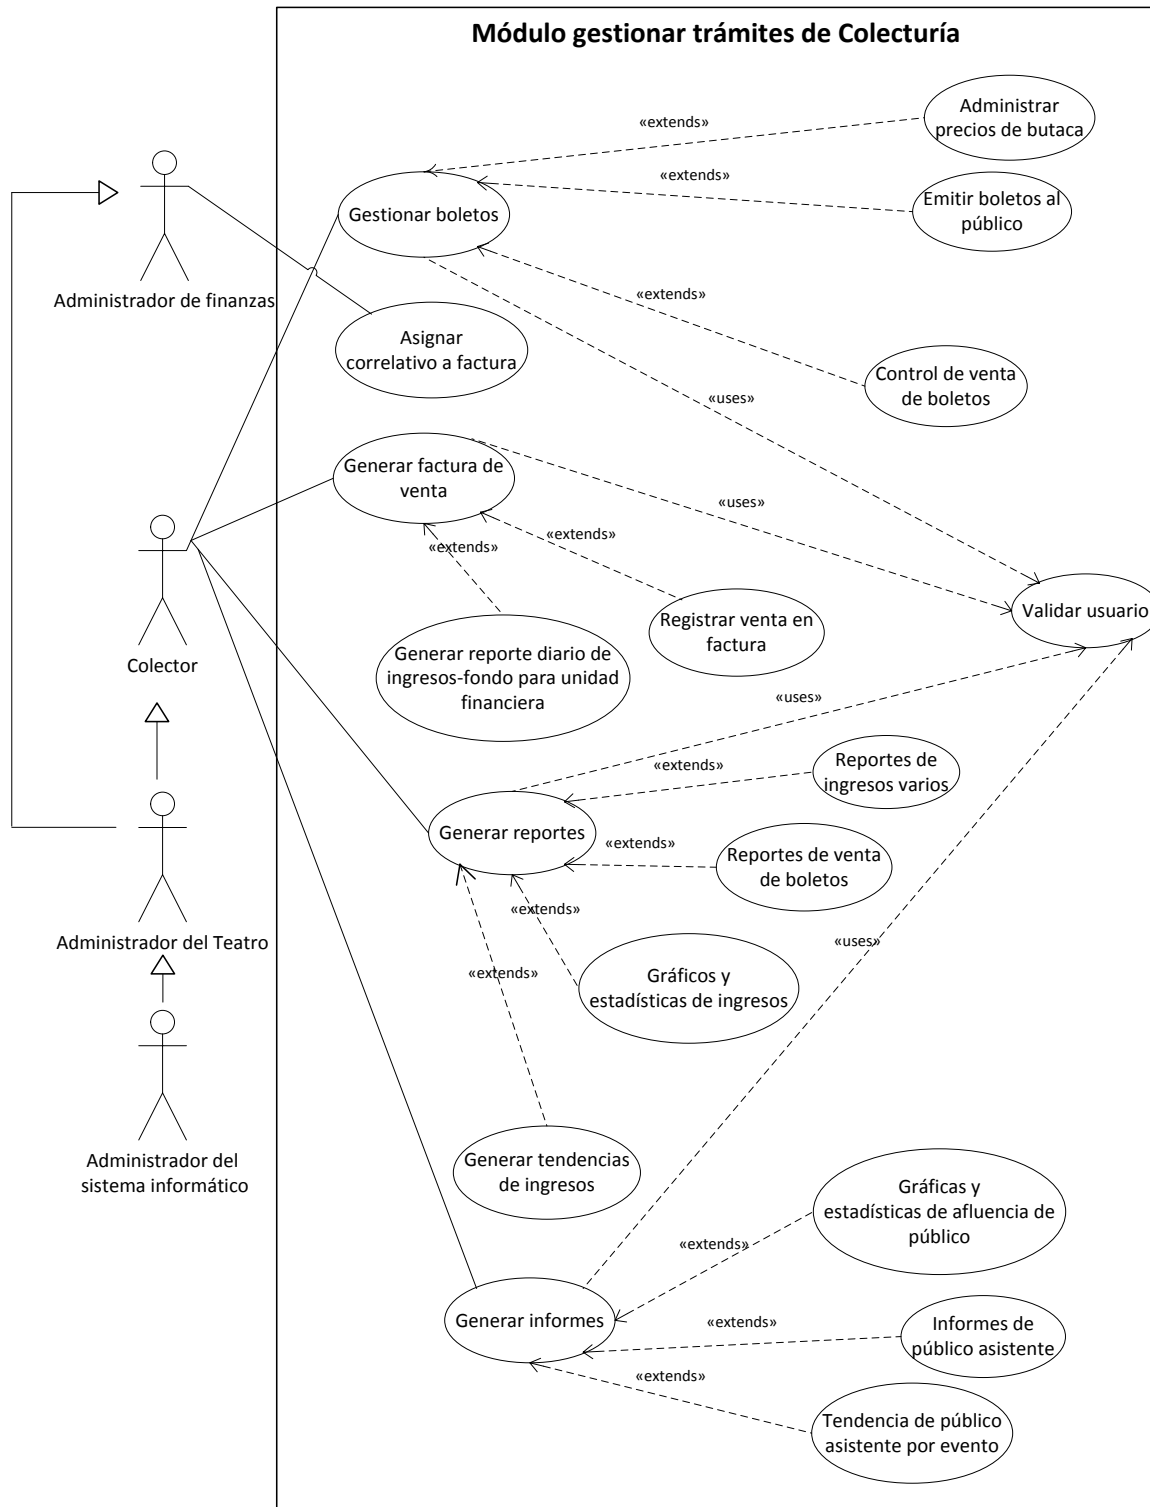 Módulo gestionar trámites de Colecturía
Administrar
precios de butaca
«extends»
«extends»
Emitir boletos al
público
Gestionar boletos
Administrador de finanzas
«extends»
Asignar
correlativo a factura
Control de venta
de boletos
«uses»
Generar factura de
venta
«uses»
«extends»
«extends»
Validar usuario
Registrar venta en
factura
Colector
Generar reporte diario de
ingresos-fondo para unidad
financiera
«uses»
«extends»
Reportes de
ingresos varios
Generar reportes
«extends»
Reportes de venta
de boletos
«extends»
Administrador del Teatro
«uses»
«extends»
Gráficos y
estadísticas de ingresos
Administrador del
sistema informático
Generar tendencias
de ingresos
Gráficas y
estadísticas de afluencia de
público
«extends»
Generar informes
«extends»
Informes de
público asistente
«extends»
Tendencia de público
asistente por evento